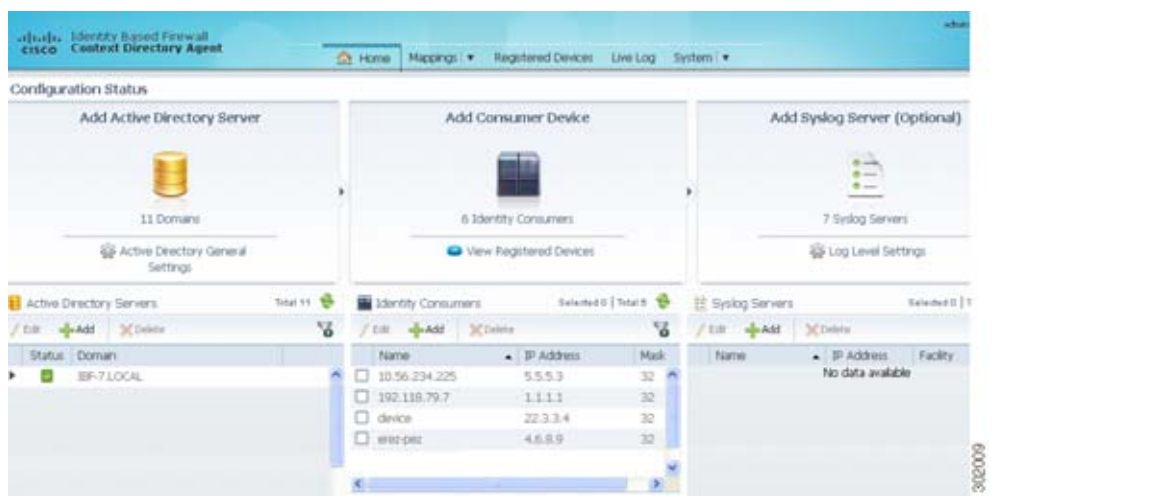 cisco Identity Based Firewall
Context Directory Agent
Home Mappings Registered Devices Live Log System
Configuration Status
Add Active Directory Server
11 Domains
Active Directory General
Settings
Add Consumer Device
6 Identity Consumers
View Registered Devices
Add Syslog Server (Optional)
7 Syslog Servers
Log Level Settings
Active Directory Servers Total 11
Edit Add Delete
Status Domain
IBF-7.LOCAL
Identity Consumers Selected 0 | Total 6
Edit Add Delete
Name IP Address Mask
10.56.234.225 5.5.5.3 32
192.118.79.7 1.1.1.1 32
device 22.3.3.4 32
erez-pez 4.6.8.9 32
Syslog Servers Selected 0 |
Edit Add Delete
Name IP Address Facility
No data available
302009